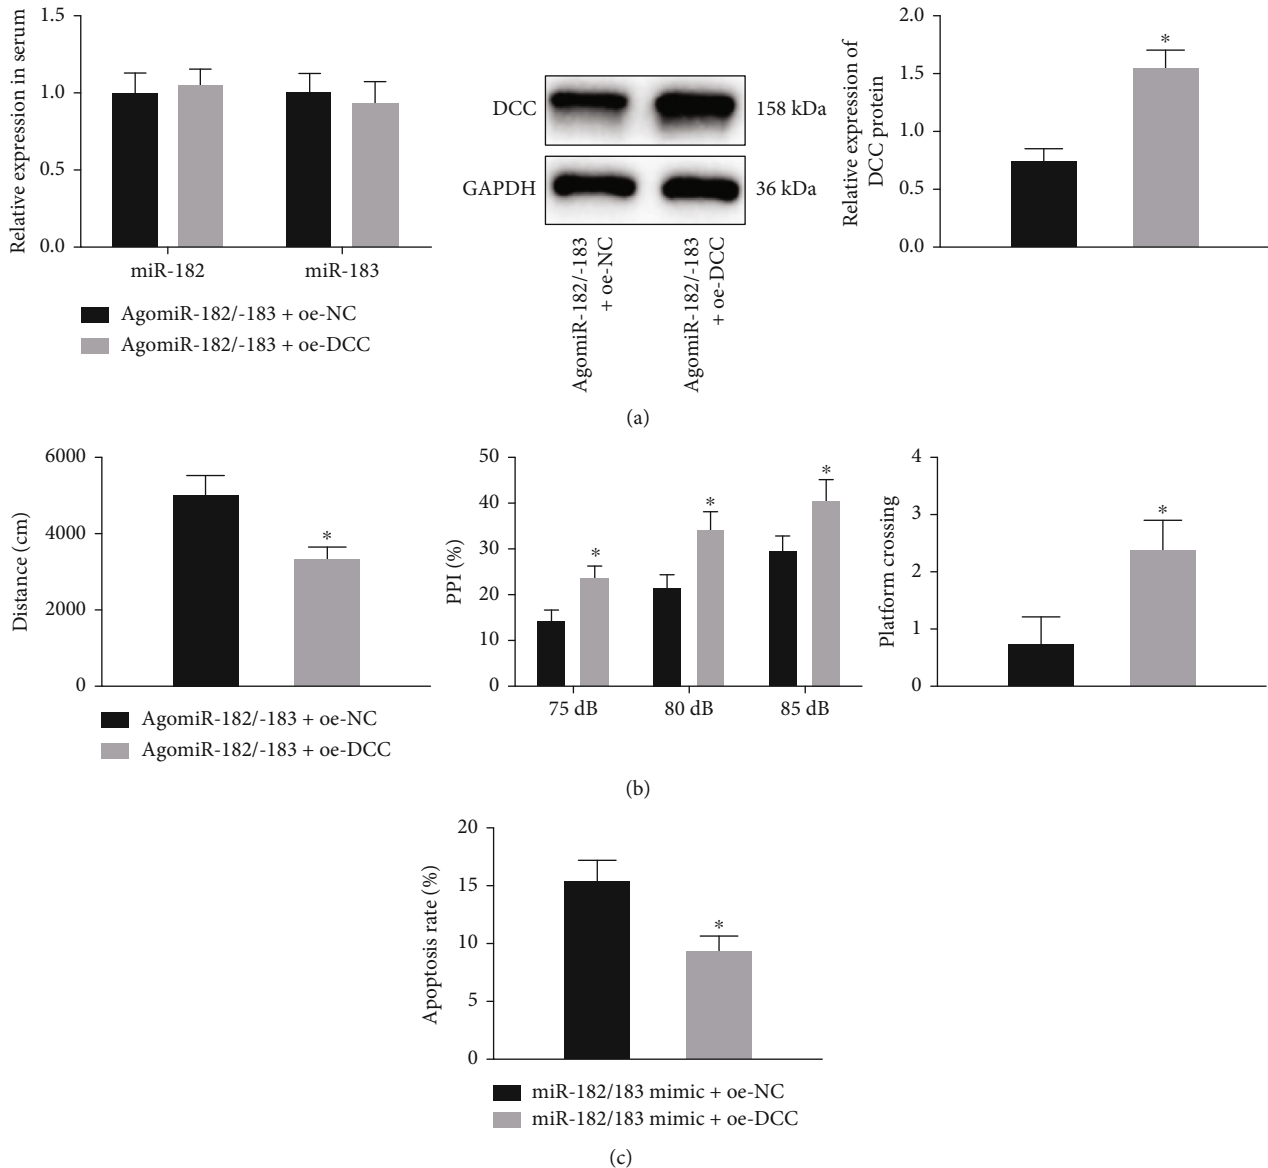 Relative expression in serum
1.5
1.0
0.5
0.0
miR-182 miR-183
AgomiR-182/-183 + oe-NC
AgomiR-182/-183 + oe-DCC
DCC 158 kDa
GAPDH 36 kDa
AgomiR-182/-183
+ oe-NC
AgomiR-182/-183
+ oe-DCC
Relative expression of
DCC protein
2.0
1.5
1.0
0.5
0.0
*
(a)
Distance (cm)
6000
4000
2000
0
*
AgomiR-182/-183 + oe-NC
AgomiR-182/-183 + oe-DCC
PPI (%)
50
40
30
20
10
0
* * *
75 dB 80 dB 85 dB
Platform crossing
4
3
2
1
0
*
(b)
Apoptosis rate (%)
20
15
10
5
0
*
miR-182/183 mimic + oe-NC
miR-182/183 mimic + oe-DCC
(c)